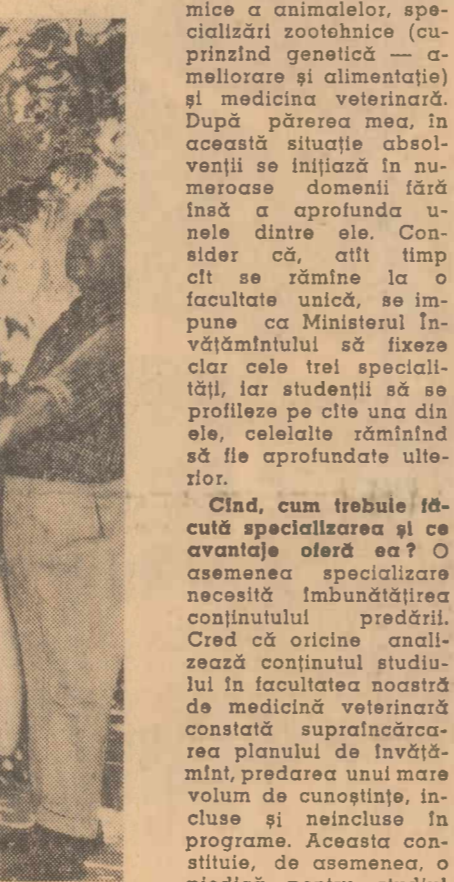 mice a animalelor, spe-
cializări zootehnice (cu-
prinzînd genetică — a-
meliorare și alimentație)
și medicina veterinară.
După părerea mea, în
această situație absol-
venții se inițiază în nu-
meroase domenii fără
însă a aprofunda u-
nele dintre ele. Con-
sider că, atît timp
cît se rămîne la o
facultate unică, se im-
pune ca Ministerul În-
vățămîntului să fixeze
clar cele trei speciali-
tăți, iar studenții să se
profileze pe cîte una din
ele, celelalte rămînînd
să fie aprofundate ulte-
rior.
Cînd, cum trebuie fă-
cută specializarea și ce
avantaje oferă ea? O
asemenea specializare
necesită îmbunătățirea
conținutului predării.
Cred că oricine anali-
zează conținutul studiu-
lui în facultatea noastră
de medicină veterinară
constată supraîncărca-
rea planului de învăță-
mînt, predarea unui mare
volum de cunoștințe, in-
cluse și neincluse în
programe. Aceasta con-
stituie, de asemenea, o
piedică pentru studiul